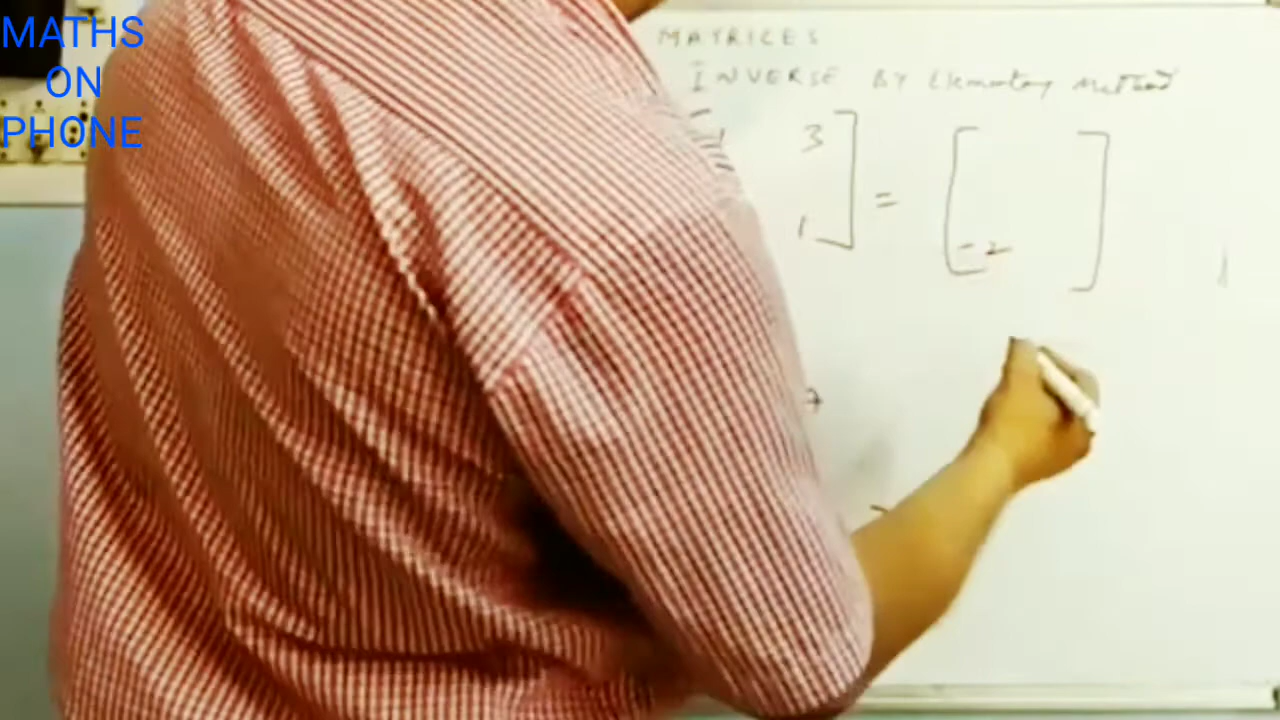 MATHS
ON
PHONE
MATRICES
INVERSE BY Elementary Method
3
1
=
-2